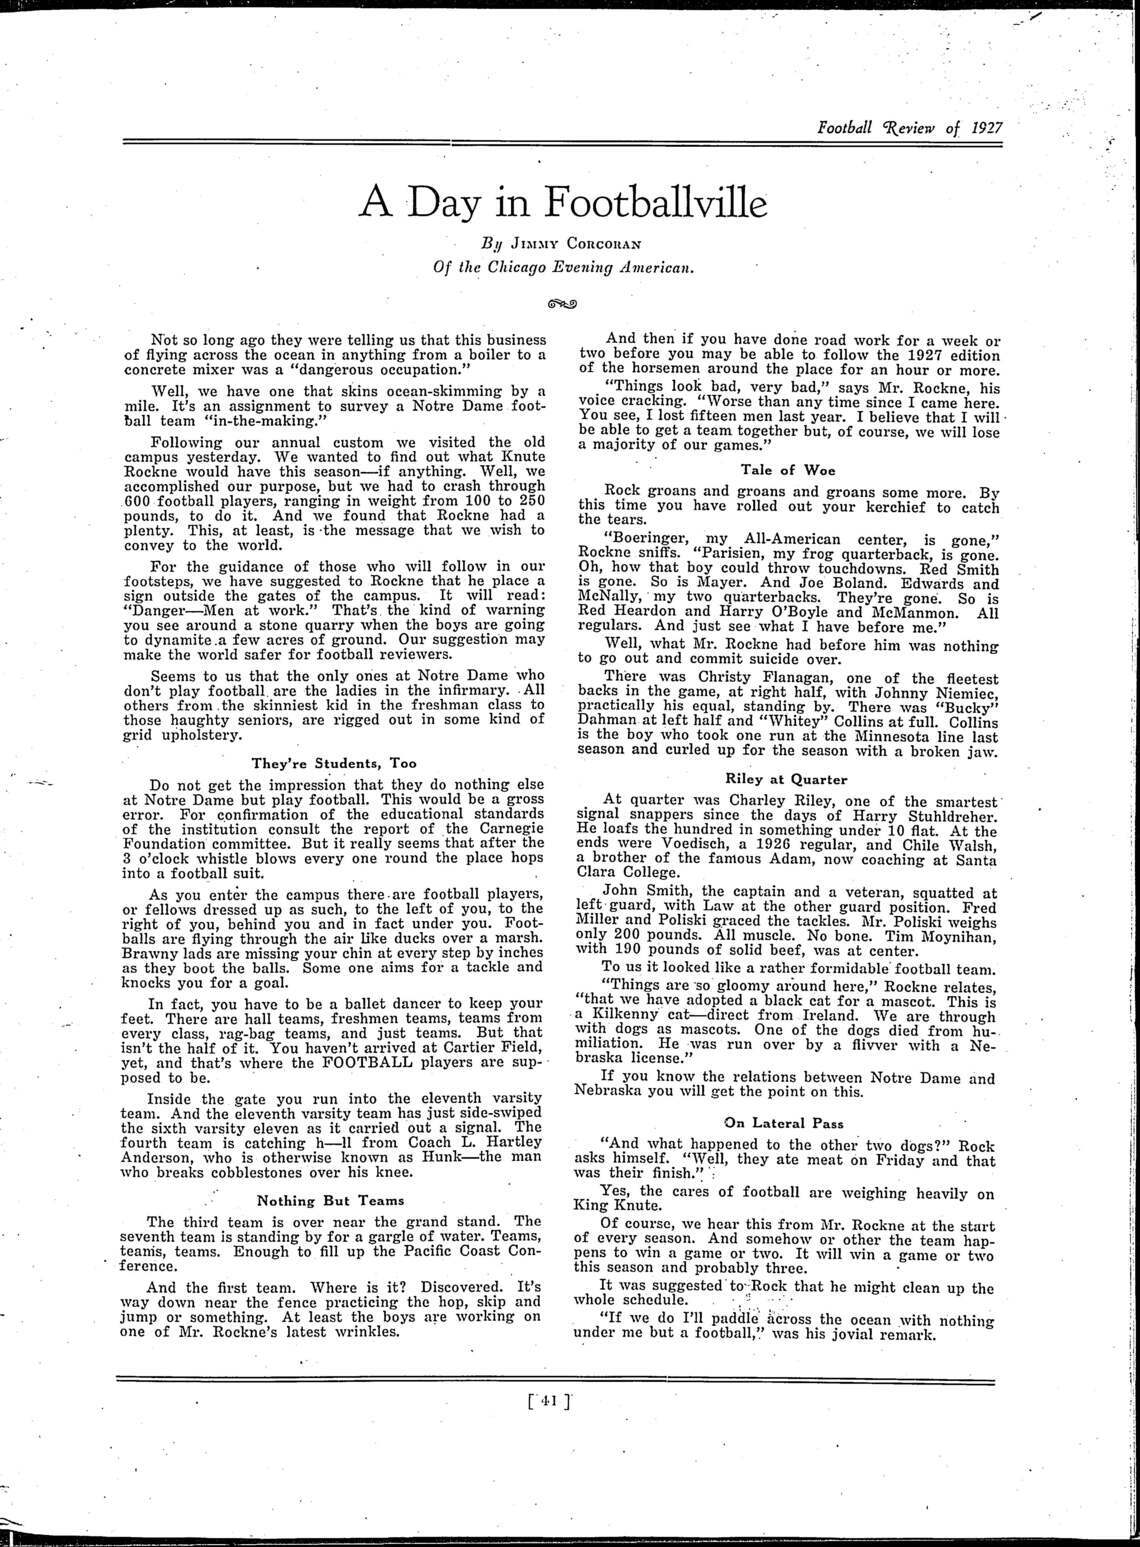 Football Review of 1927
A Day in Footballville
By JIMMY CORCORAN
Of the Chicago Evening American.
Not so long ago they were telling us that this business
of flying across the ocean in anything from a boiler to a
concrete mixer was a "dangerous occupation."
Well, we have one that skins ocean-skimming by a
mile. It's an assignment to survey a Notre Dame foot-
ball team "in-the-making."
Following our annual custom we visited the old
campus yesterday. We wanted to find out what Knute
Rockne would have this season—if anything. Well, we
accomplished our purpose, but we had to crash through
600 football players, ranging in weight from 100 to 250
pounds, to do it. And we found that Rockne had a
plenty. This, at least, is the message that we wish to
convey to the world.
For the guidance of those who will follow in our
footsteps, we have suggested to Rockne that he place a
sign outside the gates of the campus. It will read:
"Danger—Men at work." That's the kind of warning
you see around a stone quarry when the boys are going
to dynamite a few acres of ground. Our suggestion may
make the world safer for football reviewers.
Seems to us that the only ones at Notre Dame who
don't play football are the ladies in the infirmary. All
others from the skinniest kid in the freshman class to
those haughty seniors, are rigged out in some kind of
grid upholstery.
They're Students, Too
Do not get the impression that they do nothing else
at Notre Dame but play football. This would be a gross
error. For confirmation of the educational standards
of the institution consult the report of the Carnegie
Foundation committee. But it really seems that after the
3 o'clock whistle blows every one round the place hops
into a football suit.
As you enter the campus there are football players,
or fellows dressed up as such, to the left of you, to the
right of you, behind you and in fact under you. Foot-
balls are flying through the air like ducks over a marsh.
Brawny lads are missing your chin at every step by inches
as they boot the balls. Some one aims for a tackle and
knocks you for a goal.
In fact, you have to be a ballet dancer to keep your
feet. There are hall teams, freshmen teams, teams from
every class, rag-bag teams, and just teams. But that
isn't the half of it. You haven't arrived at Cartier Field,
yet, and that's where the FOOTBALL players are sup-
posed to be.
Inside the gate you run into the eleventh varsity
team. And the eleventh varsity team has just side-swiped
the sixth varsity eleven as it carried out a signal. The
fourth team is catching h—ll from Coach L. Hartley
Anderson, who is otherwise known as Hunk—the man
who breaks cobblestones over his knee.
Nothing But Teams
The third team is over near the grand stand. The
seventh team is standing by for a gargle of water. Teams,
teams, teams. Enough to fill up the Pacific Coast Con-
ference.
And the first team. Where is it? Discovered. It's
way down near the fence practicing the hop, skip and
jump or something. At least the boys are working on
one of Mr. Rockne's latest wrinkles.
And then if you have done road work for a week or
two before you may be able to follow the 1927 edition
of the horsemen around the place for an hour or more.
"Things look bad, very bad," says Mr. Rockne, his
voice cracking. "Worse than any time since I came here.
You see, I lost fifteen men last year. I believe that I will
be able to get a team together but, of course, we will lose
a majority of our games."
Tale of Woe
Rock groans and groans and groans some more. By
this time you have rolled out your kerchief to catch
the tears.
"Boeringer, my All-American center, is gone,"
Rockne sniffs. "Parisien, my frog quarterback, is gone.
Oh, how that boy could throw touchdowns. Red Smith
is gone. So is Mayer. And Joe Boland. Edwards and
McNally, my two quarterbacks. They're gone. So is
Red Heardon and Harry O'Boyle and McManmon. All
regulars. And just see what I have before me."
Well, what Mr. Rockne had before him was nothing
to go out and commit suicide over.
There was Christy Flanagan, one of the fleetest
backs in the game, at right half, with Johnny Niemiec,
practically his equal, standing by. There was "Bucky"
Dahman at left half and "Whitey" Collins at full. Collins
is the boy who took one run at the Minnesota line last
season and curled up for the season with a broken jaw.
Riley at Quarter
At quarter was Charley Riley, one of the smartest
signal snappers since the days of Harry Stuhldreher.
He loafs the hundred in something under 10 flat. At the
ends were Voedisch, a 1926 regular, and Chile Walsh,
a brother of the famous Adam, now coaching at Santa
Clara College.
John Smith, the captain and a veteran, squatted at
left guard, with Law at the other guard position. Fred
Miller and Poliski graced the tackles. Mr. Poliski weighs
only 200 pounds. All muscle. No bone. Tim Moynihan,
with 190 pounds of solid beef, was at center.
To us it looked like a rather formidable football team.
"Things are so gloomy around here," Rockne relates,
"that we have adopted a black cat for a mascot. This is
a Kilkenny cat—direct from Ireland. We are through
with dogs as mascots. One of the dogs died from hu-
miliation. He was run over by a flivver with a Ne-
braska license."
If you know the relations between Notre Dame and
Nebraska you will get the point on this.
On Lateral Pass
"And what happened to the other two dogs?" Rock
asks himself. "Well, they ate meat on Friday and that
was their finish."
Yes, the cares of football are weighing heavily on
King Knute.
Of course, we hear this from Mr. Rockne at the start
of every season. And somehow or other the team hap-
pens to win a game or two. It will win a game or two
this season and probably three.
It was suggested to Rock that he might clean up the
whole schedule.
"If we do I'll paddle across the ocean with nothing
under me but a football," was his jovial remark.
[ 41 ]